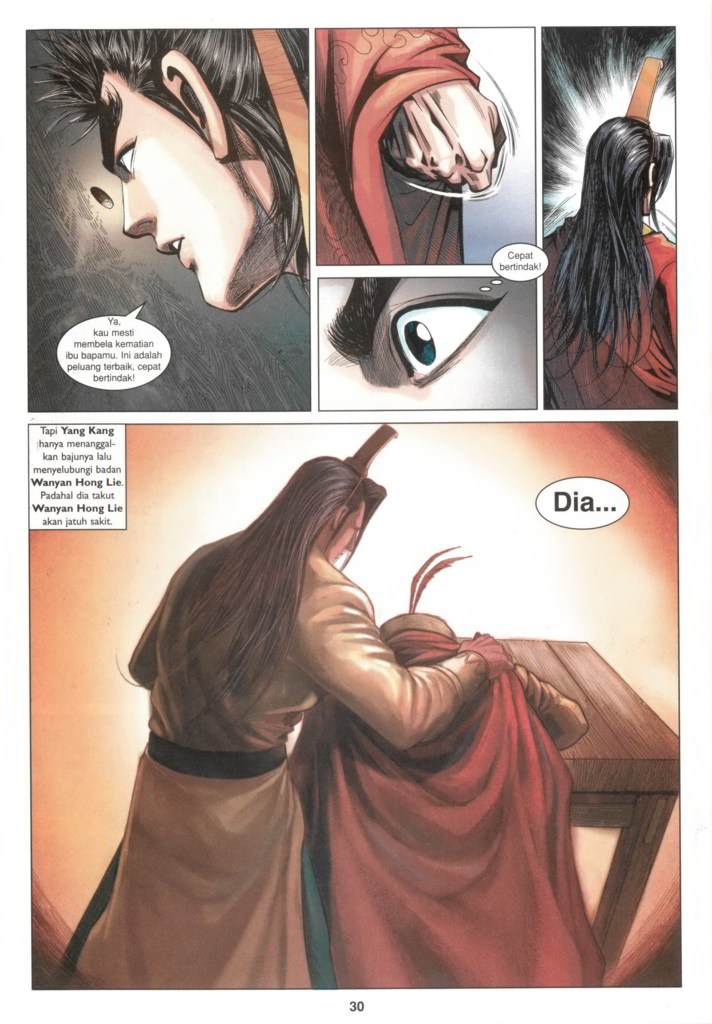 Ya,
kau mesti
membela kematian
ibu bapamu. Ini adalah
peluang terbaik, cepat
bertindak!
Cepat
bertindak!
Tapi Yang Kang
hanya menanggal-
kan bajunya lalu
menyelubungi badan
Wanyan Hong Lie.
Padahal dia takut
Wanyan Hong Lie
akan jatuh sakit.
Dia...
30